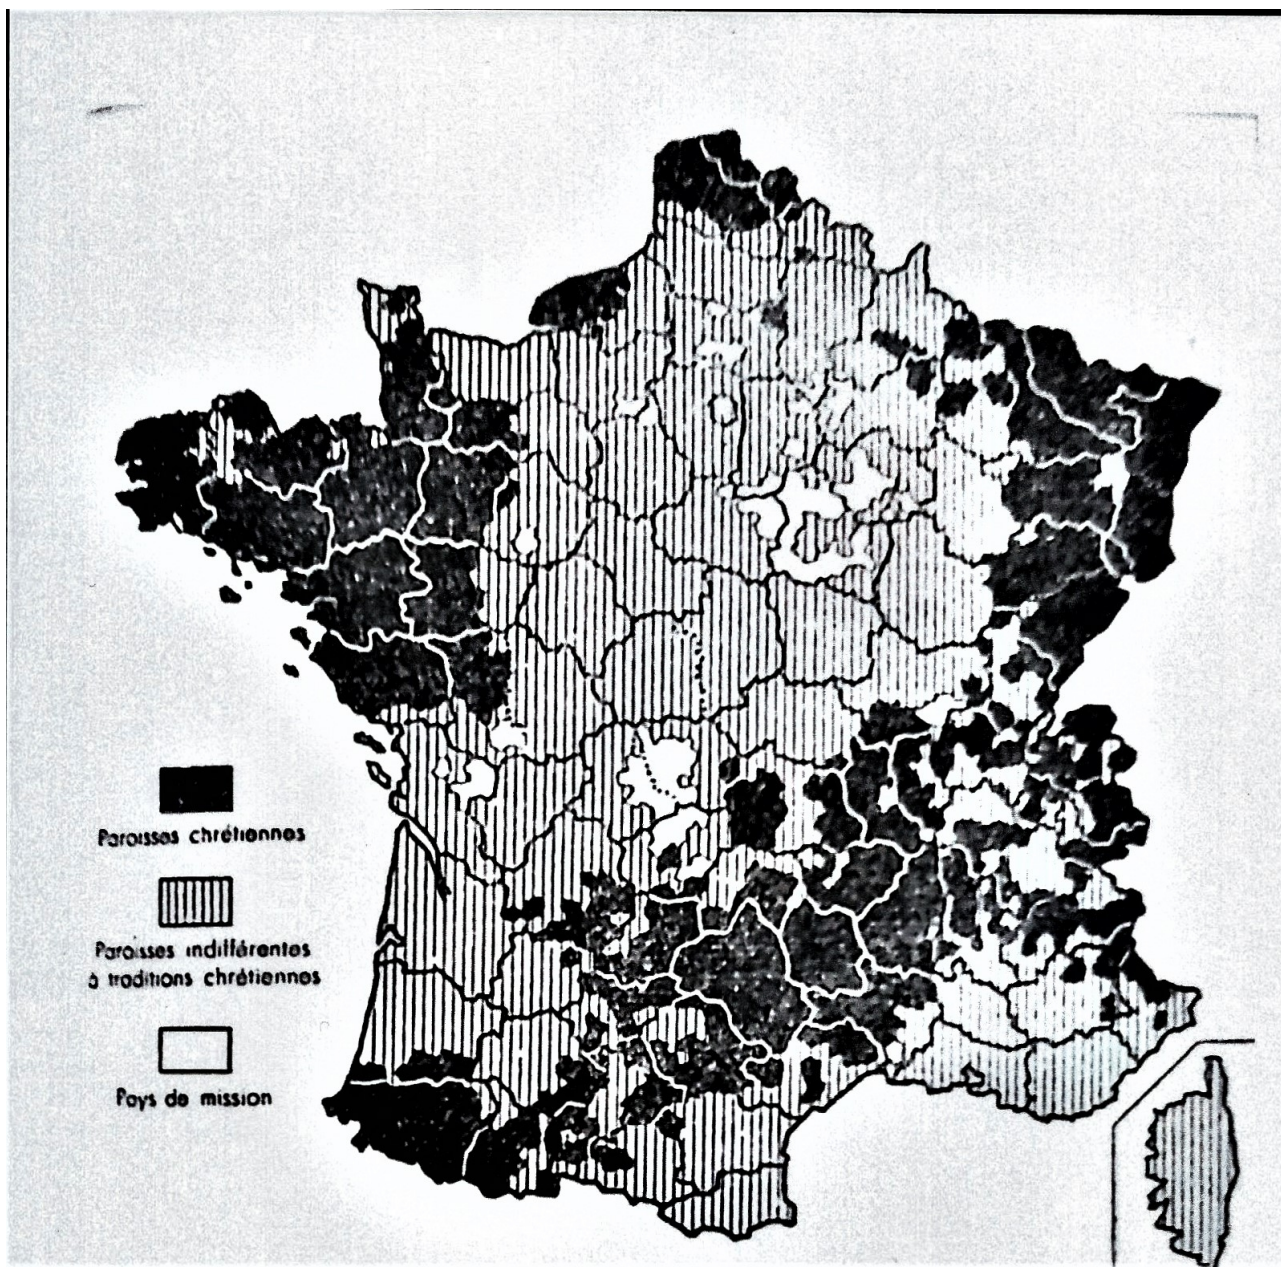 Paroisses chrétiennes
Paroisses indifférentes
à traditions chrétiennes
Pays de mission